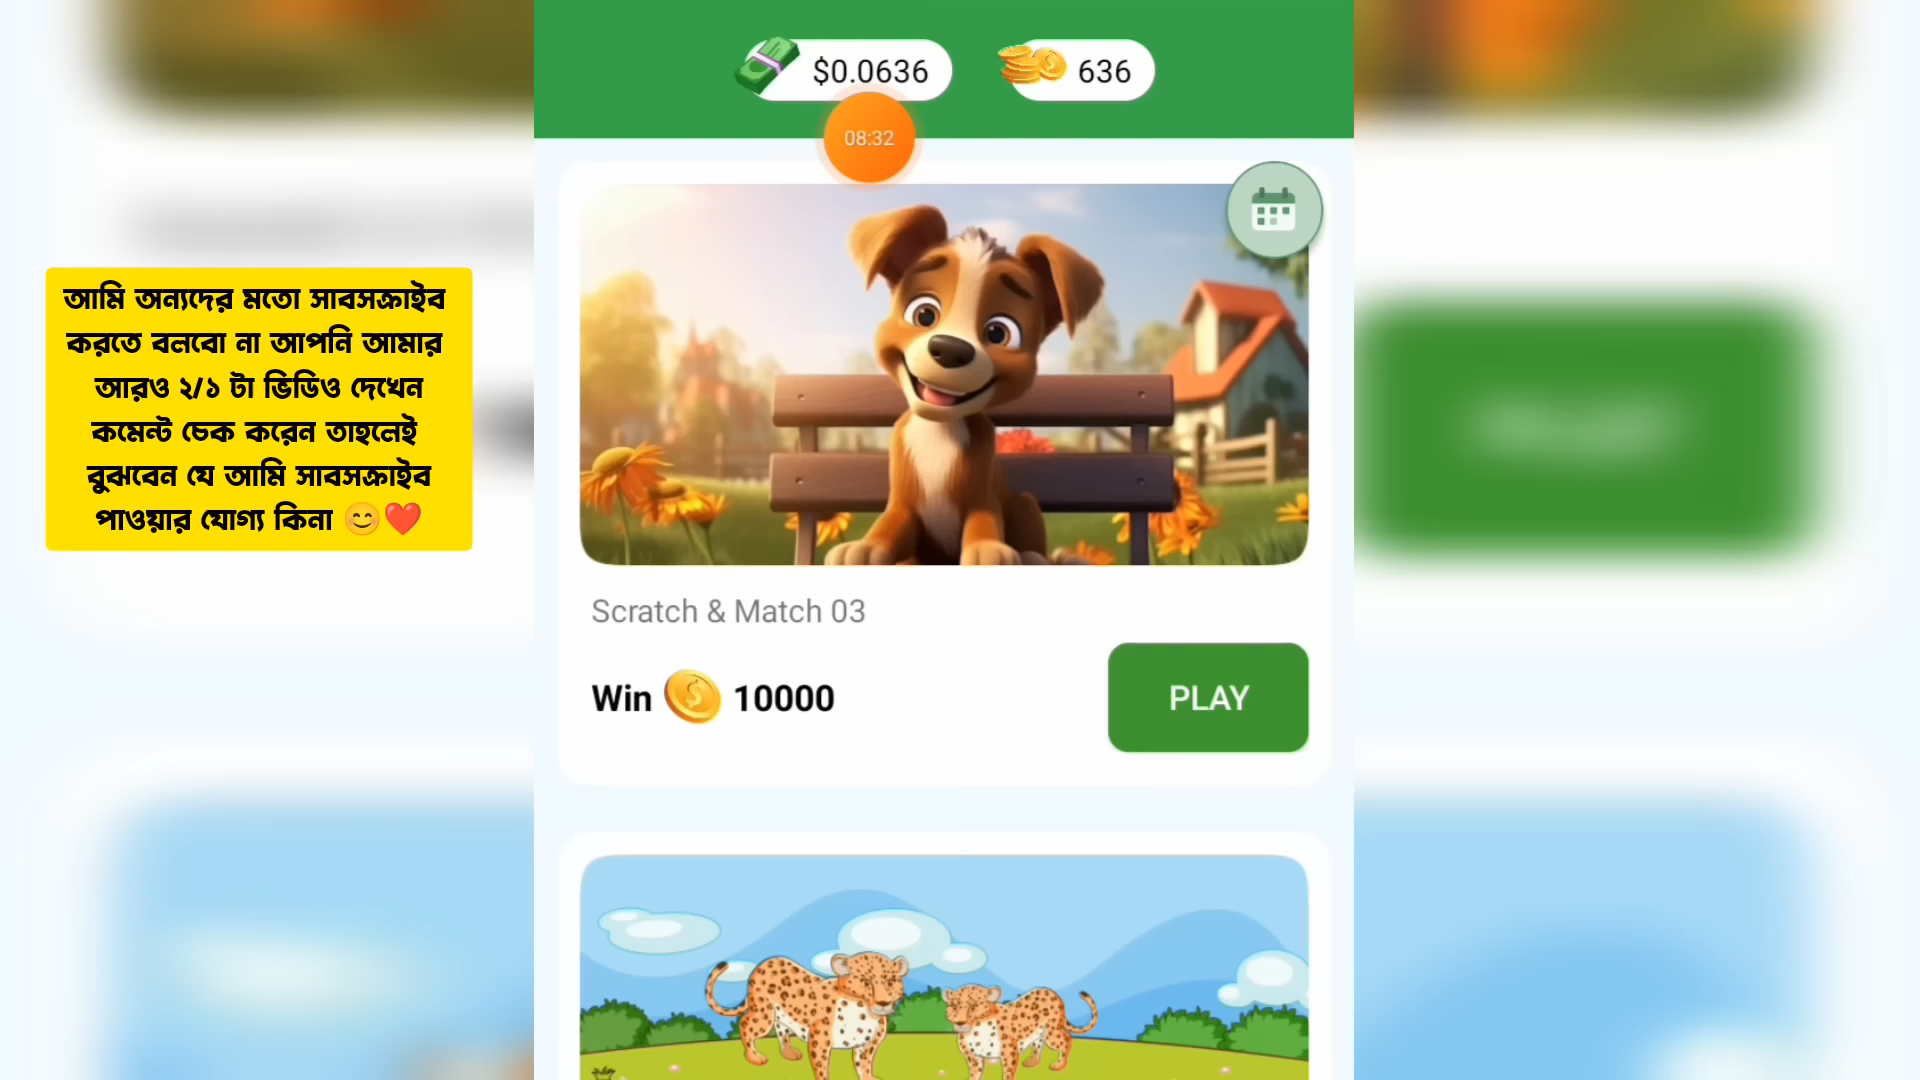 $0.0636
636
08:32
আমি অন্যদের মতো সাবসক্রাইব
করতে বলবো না আপনি আমার
আরও ২/১ টা ভিডিও দেখেন
কমেন্ট চেক করেন তাহলেই
বুঝবেন যে আমি সাবসক্রাইব
পাওয়ার যোগ্য কিনা 😊❤️
Scratch & Match 03
Win 10000
PLAY